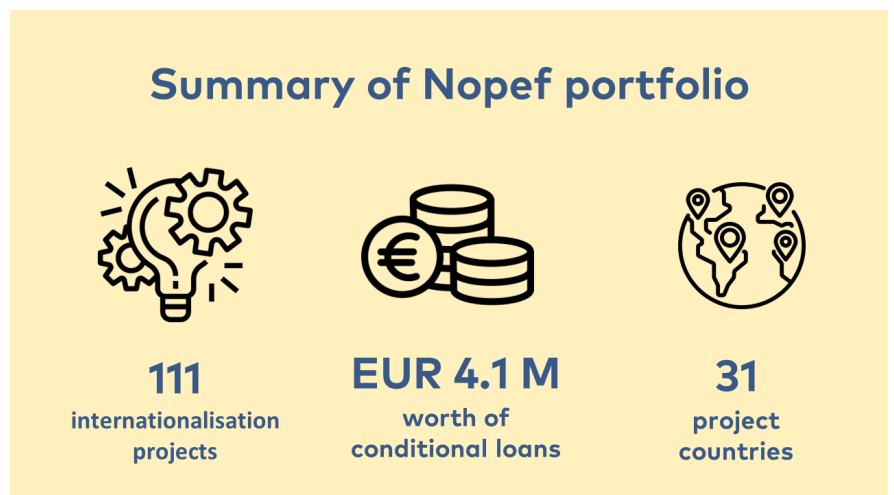 Summary of Nopef portfolio
111
internationalisation
projects
EUR 4.1 M
worth of
conditional loans
31
project
countries